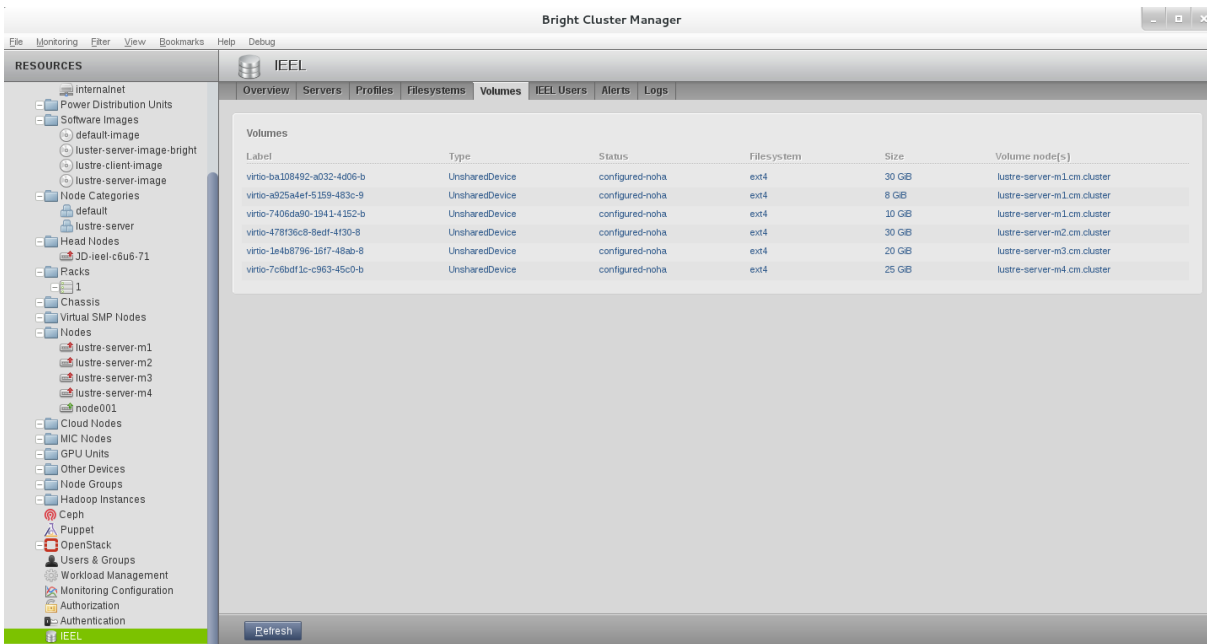 Bright Cluster Manager
File Monitoring Filter View Bookmarks Help Debug
RESOURCES
internalnet
Power Distribution Units
Software Images
default-image
luster-server-image-bright
lustre-client-image
lustre-server-image
Node Categories
default
lustre-server
Head Nodes
JD-ieel-c6u6-71
Racks
1
Chassis
Virtual SMP Nodes
Nodes
lustre-server-m1
lustre-server-m2
lustre-server-m3
lustre-server-m4
node001
Cloud Nodes
MIC Nodes
GPU Units
Other Devices
Node Groups
Hadoop Instances
Ceph
Puppet
OpenStack
Users & Groups
Workload Management
Monitoring Configuration
Authorization
Authentication
IEEL
IEEL
Overview Servers Profiles Filesystems Volumes IEEL Users Alerts Logs
Volumes
Label Type Status Filesystem Size Volume node(s)
virtio-ba108492-a032-4d06-b UnsharedDevice configured-noha ext4 30 GiB lustre-server-m1.cm.cluster
virtio-a925a4ef-5159-483c-9 UnsharedDevice configured-noha ext4 8 GiB lustre-server-m1.cm.cluster
virtio-7406da90-1941-4152-b UnsharedDevice configured-noha ext4 10 GiB lustre-server-m1.cm.cluster
virtio-478f36c8-8edf-4f30-8 UnsharedDevice configured-noha ext4 30 GiB lustre-server-m2.cm.cluster
virtio-1e4b8796-16f7-48ab-8 UnsharedDevice configured-noha ext4 20 GiB lustre-server-m3.cm.cluster
virtio-7c6bdf1c-c963-45c0-b UnsharedDevice configured-noha ext4 25 GiB lustre-server-m4.cm.cluster
Refresh